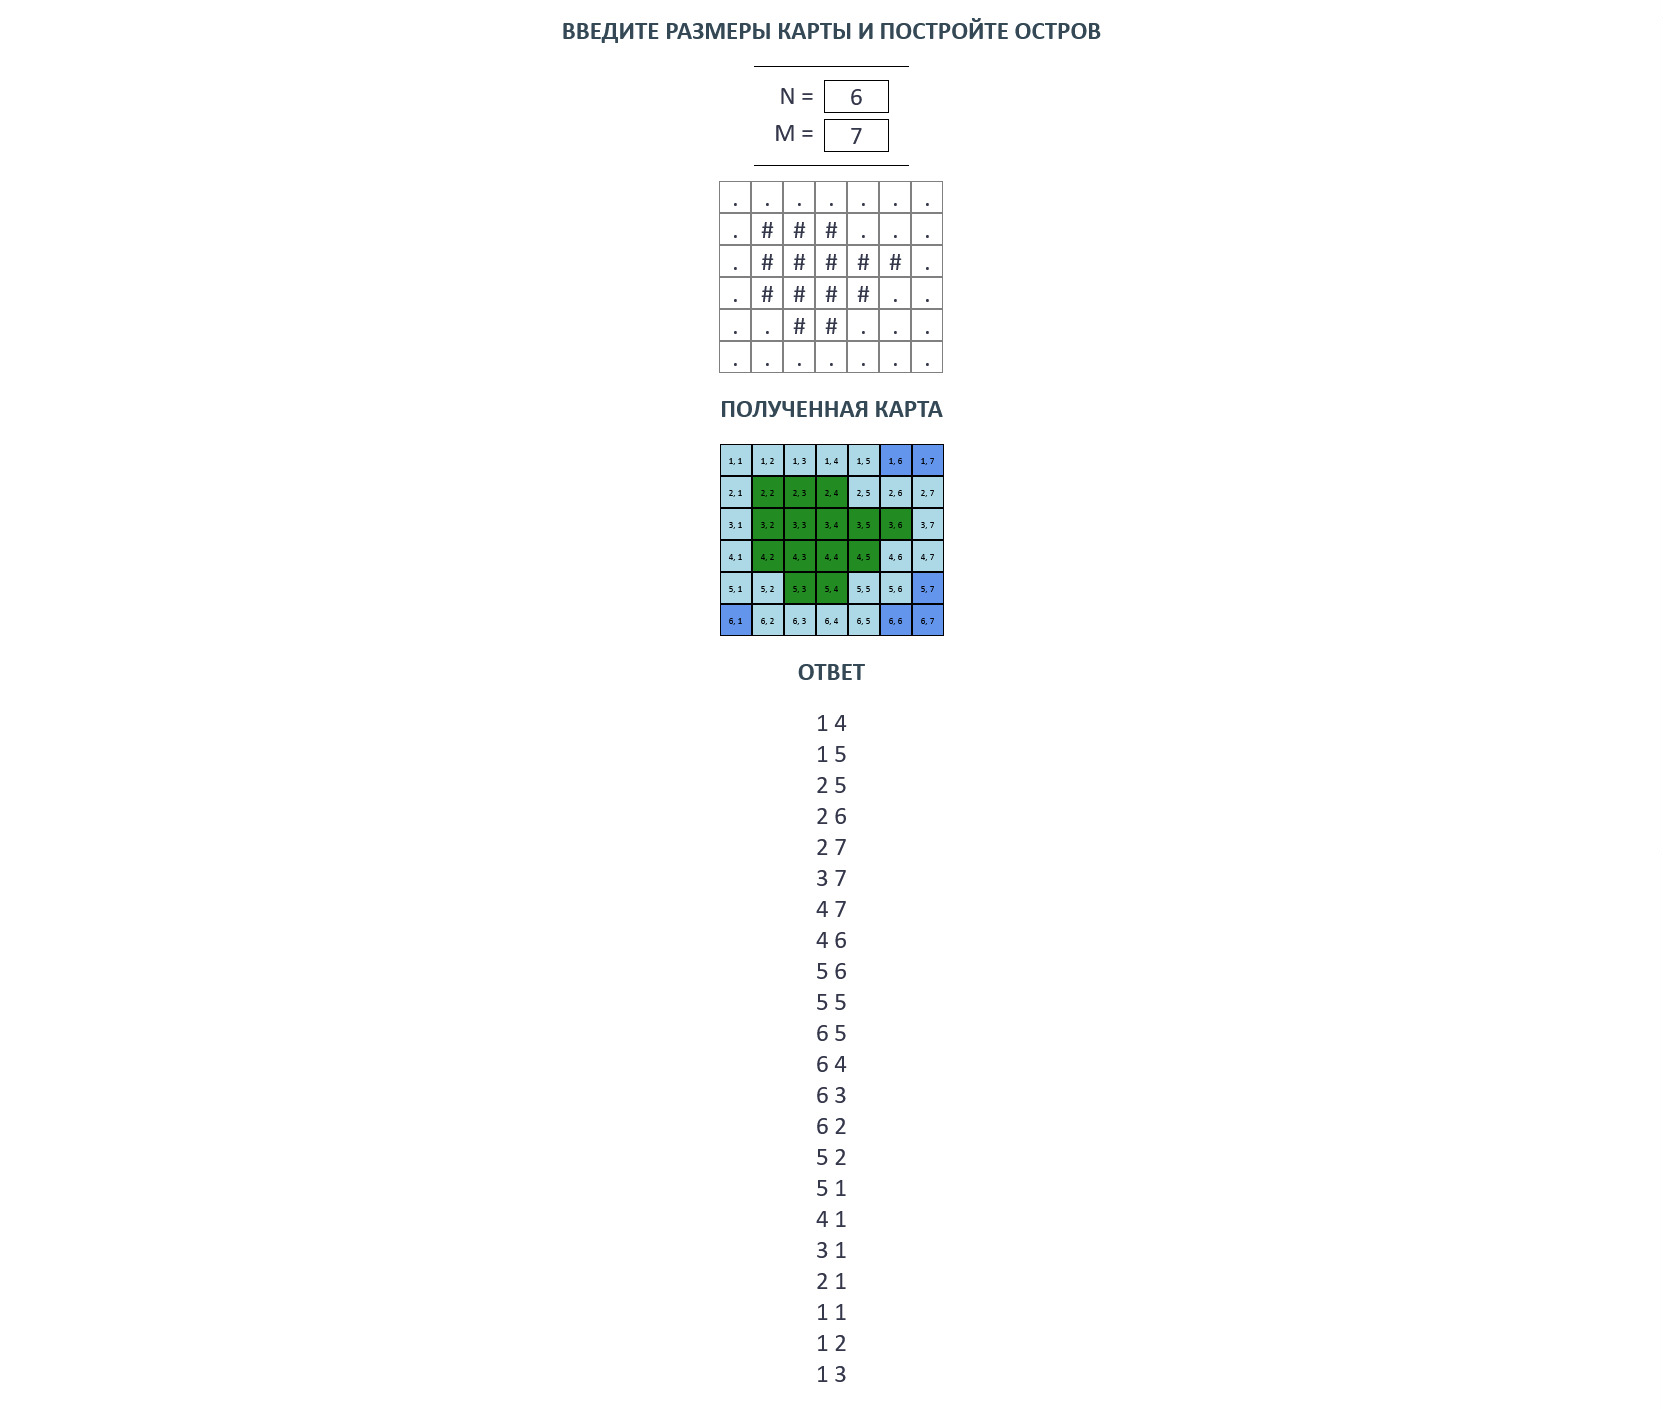 ВВЕДИТЕ РАЗМЕРЫ КАРТЫ И ПОСТРОЙТЕ ОСТРОВ
N = 6
M = 7
. . . . . . .
. # # # . . .
. # # # # # .
. # # # # . .
. . # # . . .
. . . . . . .
ПОЛУЧЕННАЯ КАРТА
1, 1 1, 2 1, 3 1, 4 1, 5 1, 6 1, 7
2, 1 2, 2 2, 3 2, 4 2, 5 2, 6 2, 7
3, 1 3, 2 3, 3 3, 4 3, 5 3, 6 3, 7
4, 1 4, 2 4, 3 4, 4 4, 5 4, 6 4, 7
5, 1 5, 2 5, 3 5, 4 5, 5 5, 6 5, 7
6, 1 6, 2 6, 3 6, 4 6, 5 6, 6 6, 7
ОТВЕТ
1 4
1 5
2 5
2 6
2 7
3 7
4 7
4 6
5 6
5 5
6 5
6 4
6 3
6 2
5 2
5 1
4 1
3 1
2 1
1 1
1 2
1 3